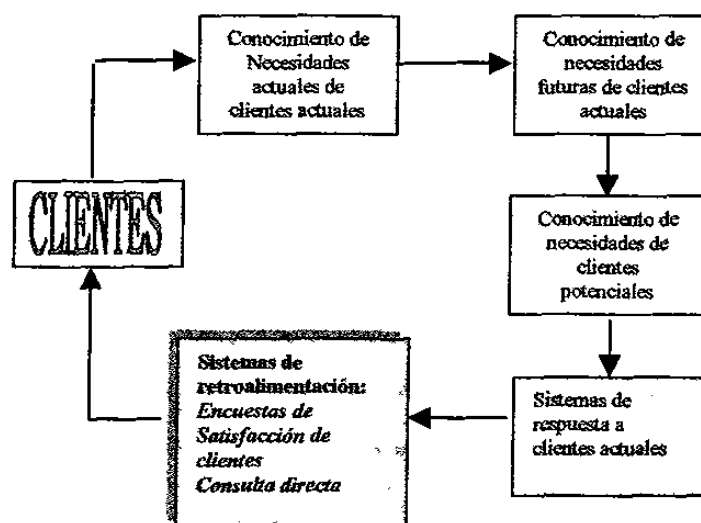 Conocimiento de
Necesidades
actuales de
clientes actuales
Conocimiento de
necesidades
futuras de clientes
actuales
CLIENTES
Conocimiento de
necesidades de
clientes
potenciales
Sistemas de
retroalimentación:
Encuestas de
Satisfacción de
clientes
Consulta directa
Sistemas de
respuesta a
clientes actuales